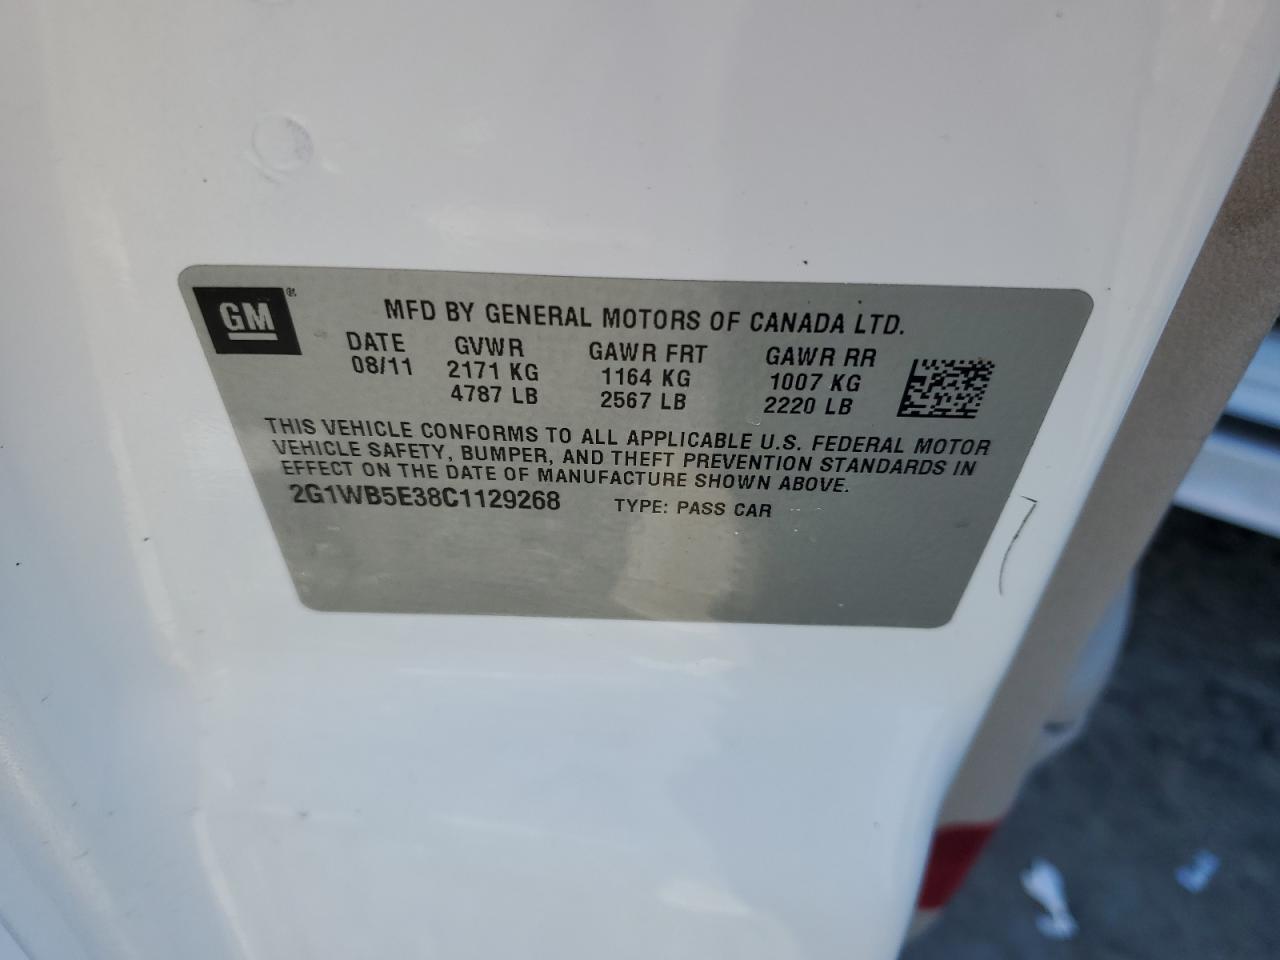 GM®
MFD BY GENERAL MOTORS OF CANADA LTD.
DATE GVWR GAWR FRT GAWR RR
08/11 2171 KG 1164 KG 1007 KG
4787 LB 2567 LB 2220 LB
THIS VEHICLE CONFORMS TO ALL APPLICABLE U.S. FEDERAL MOTOR
VEHICLE SAFETY, BUMPER, AND THEFT PREVENTION STANDARDS IN
EFFECT ON THE DATE OF MANUFACTURE SHOWN ABOVE.
2G1WB5E38C1129268 TYPE: PASS CAR